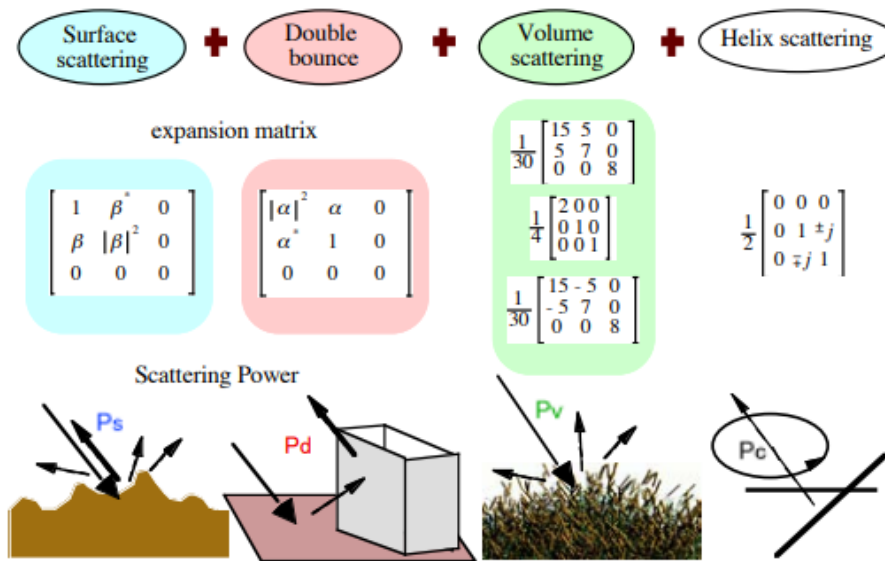 Surface
scattering
+
Double
bounce
+
Volume
scattering
+
Helix scattering
expansion matrix
1 β* 0
β |β|² 0
0 0 0
|α|² α 0
α* 1 0
0 0 0
1/30
15 5 0
5 7 0
0 0 8
1/4
2 0 0
0 1 0
0 0 1
1/30
15 - 5 0
- 5 7 0
0 0 8
1/2
0 0 0
0 1 ±j
0 ∓j 1
Scattering Power
Ps
Pd
Pv
Pc